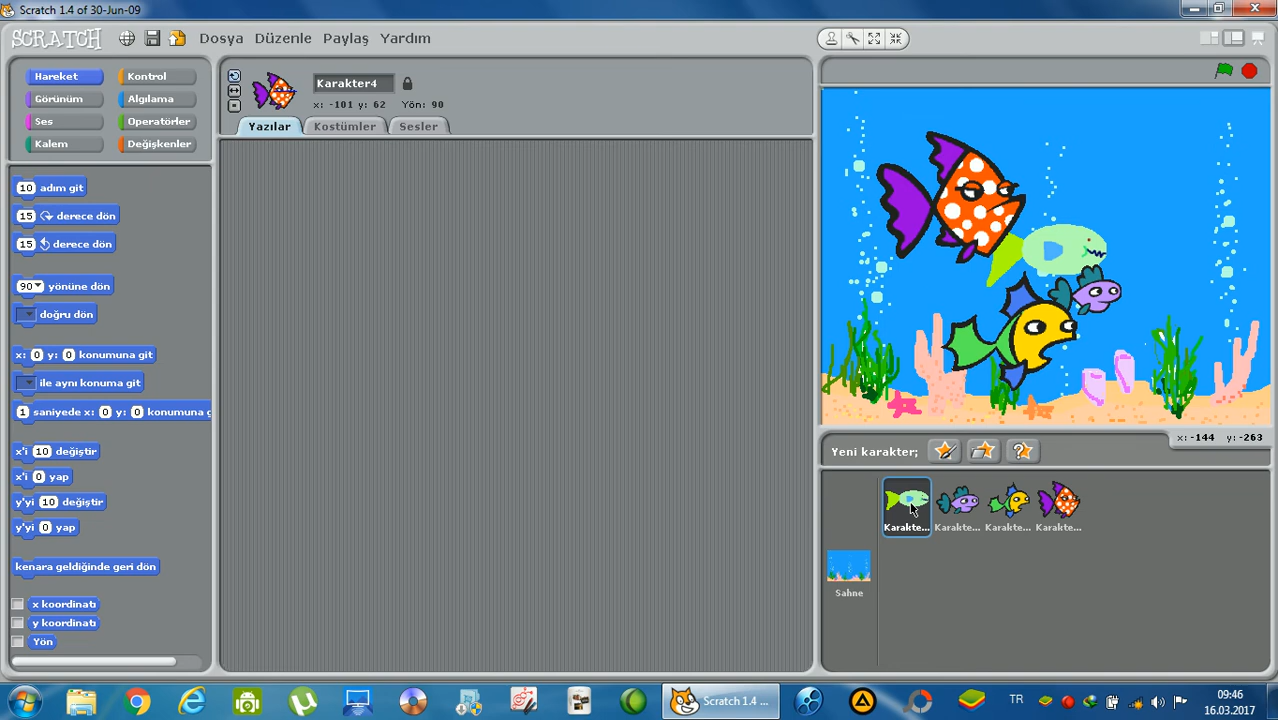 Scratch 1.4 of 30-Jun-09
SCRATCH
Dosya Düzenle Paylaş Yardım
Hareket Kontrol
Görünüm Algılama
Ses Operatörler
Kalem Değişkenler
10 adım git
15 derece dön
15 derece dön
90 yönüne dön
doğru dön
x: 0 y: 0 konumuna git
ile aynı konuma git
1 saniyede x: 0 y: 0 konumuna g
x'i 10 değiştir
x'i 0 yap
y'yi 10 değiştir
y'yi 0 yap
kenara geldiğinde geri dön
x koordinatı
y koordinatı
Yön
Karakter4
x: -101 y: 62 Yön: 90
Yazılar Kostümler Sesler
x: -144 y: -263
Yeni karakter;
Karakte... Karakte... Karakte... Karakte...
Sahne
Scratch 1.4 ...
TR
09:46
16.03.2017